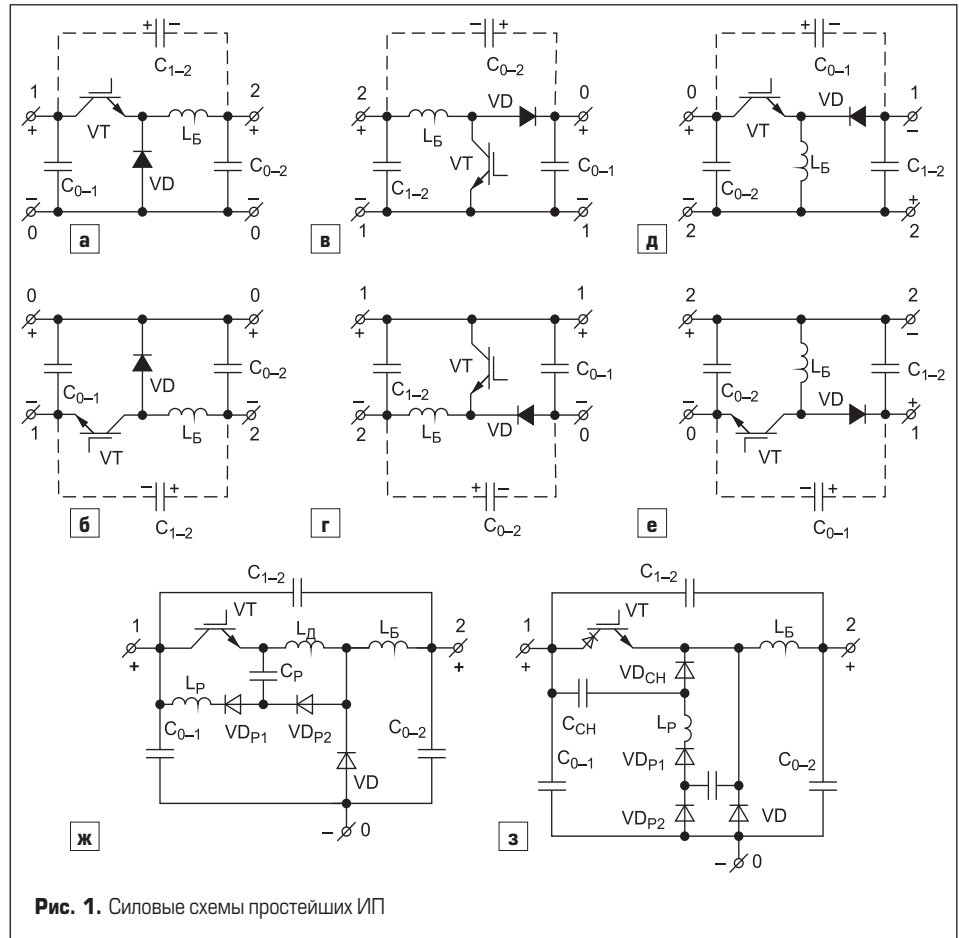 + –
C1–2
1
2
+
VT
LБ
+
C0–1
VD
C0–2
–
–
0
а
0
– +
C0–2
2
VD
0
+
LБ
+
VT
C1–2
C0–1
–
–
1
в
1
+ –
C0–1
0
VD
1
+
VT
–
LБ
C0–2
C1–2
–
+
2
д
2
0
0
+
+
C0–1
VD
C0–2
–
–
1
LБ
2
VT
– +
б
C1–2
1
1
+
+
VT
C1–2
C0–1
–
–
2
LБ
VD
0
+ –
г
C0–2
2
2
+
–
LБ
C0–2
VD
C1–2
–
+
0
1
VT
– +
е
C0–1
C1–2
VT
1
LД
LБ
2
+
CР
+
LР
C0–1
VDР1
VDР2
C0–2
VD
ж
– 0
C1–2
VT
1
LБ
2
+
VDСН
+
CСН
LР
C0–1
VDР1
C0–2
VDР2
VD
з
– 0
Рис. 1. Силовые схемы простейших ИП